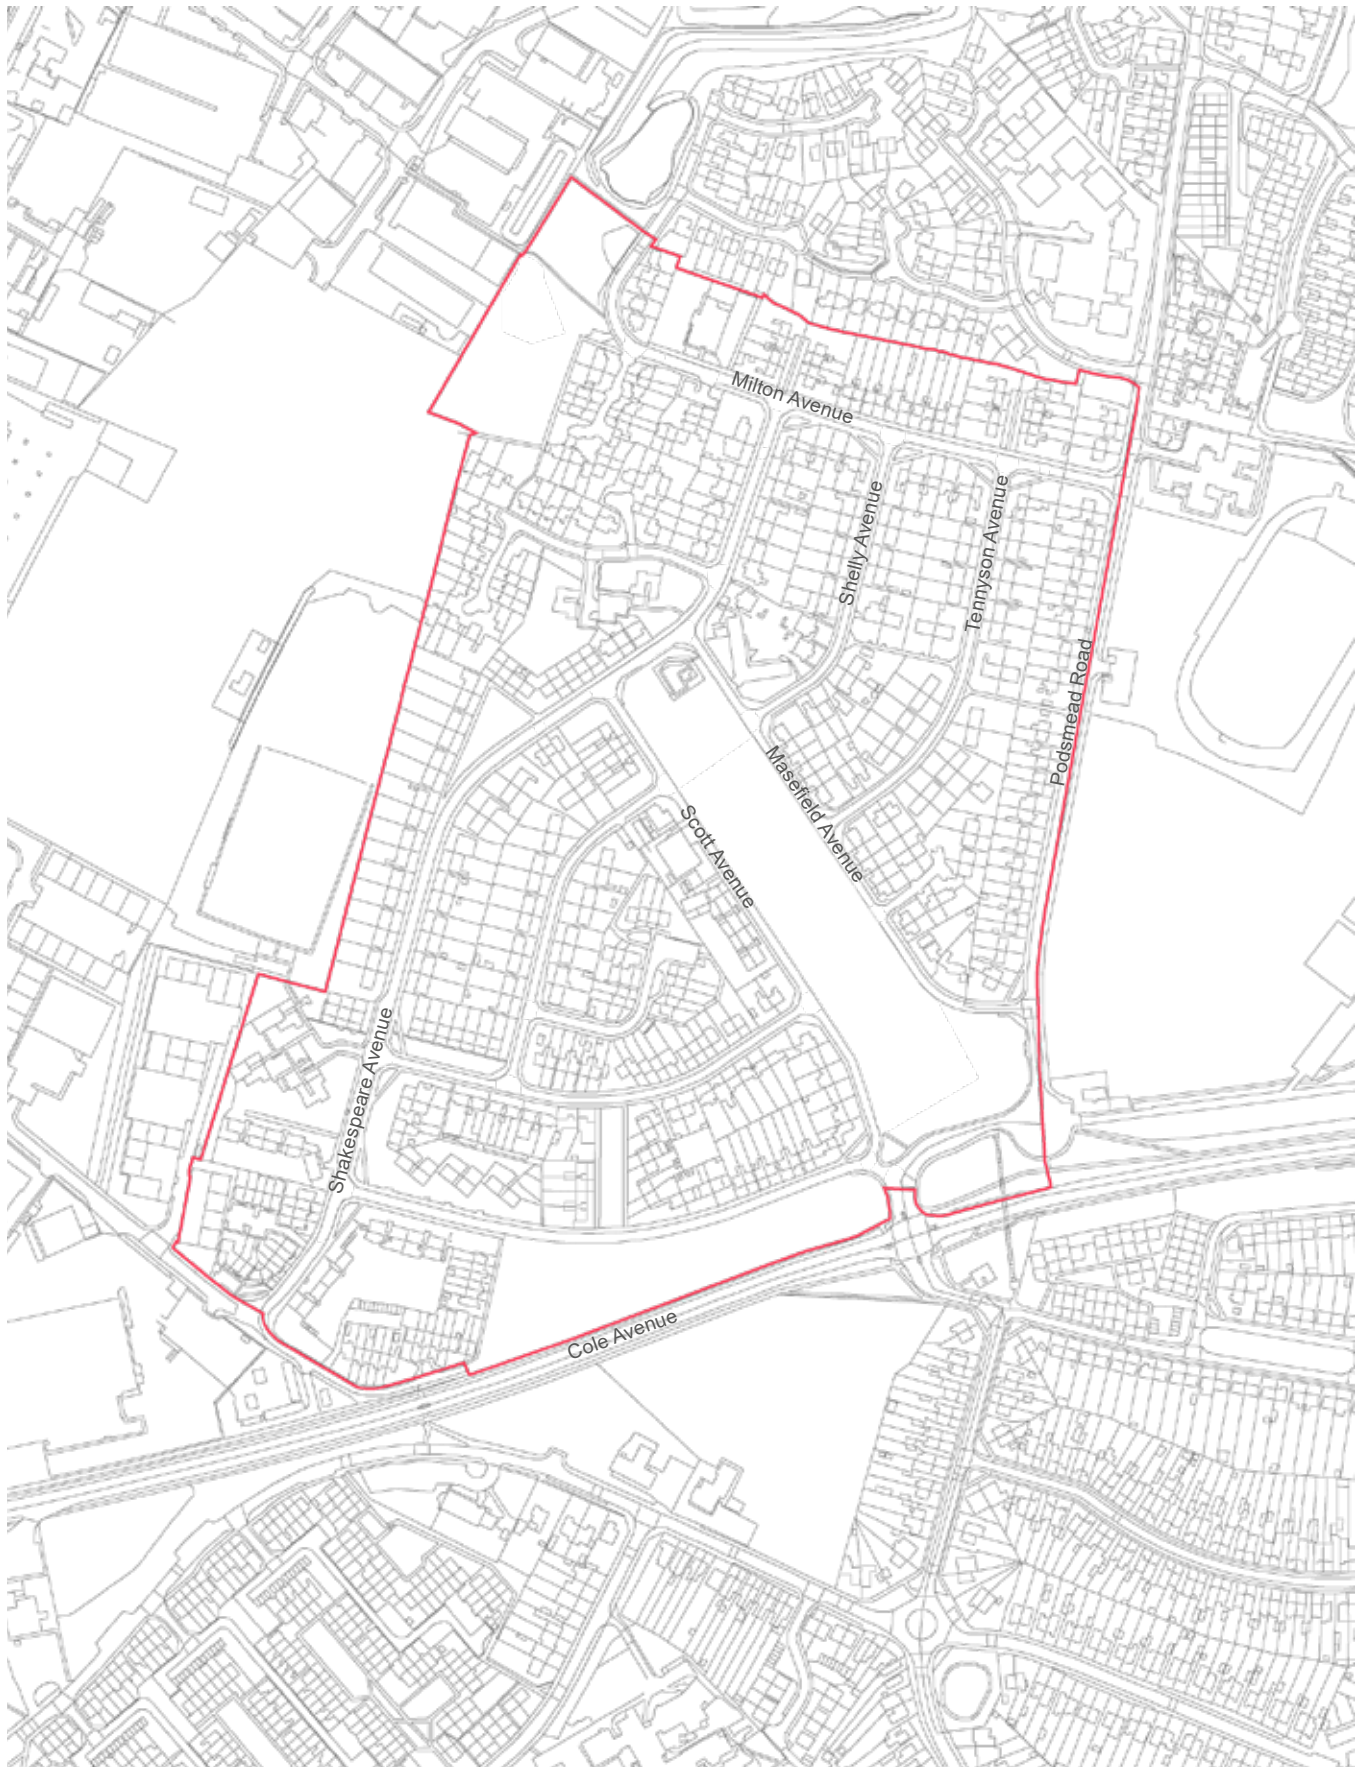 Milton Avenue
Shelly Avenue
Tennyson Avenue
Podsmead Road
Masefield Avenue
Scott Avenue
Shakespeare Avenue
Cole Avenue